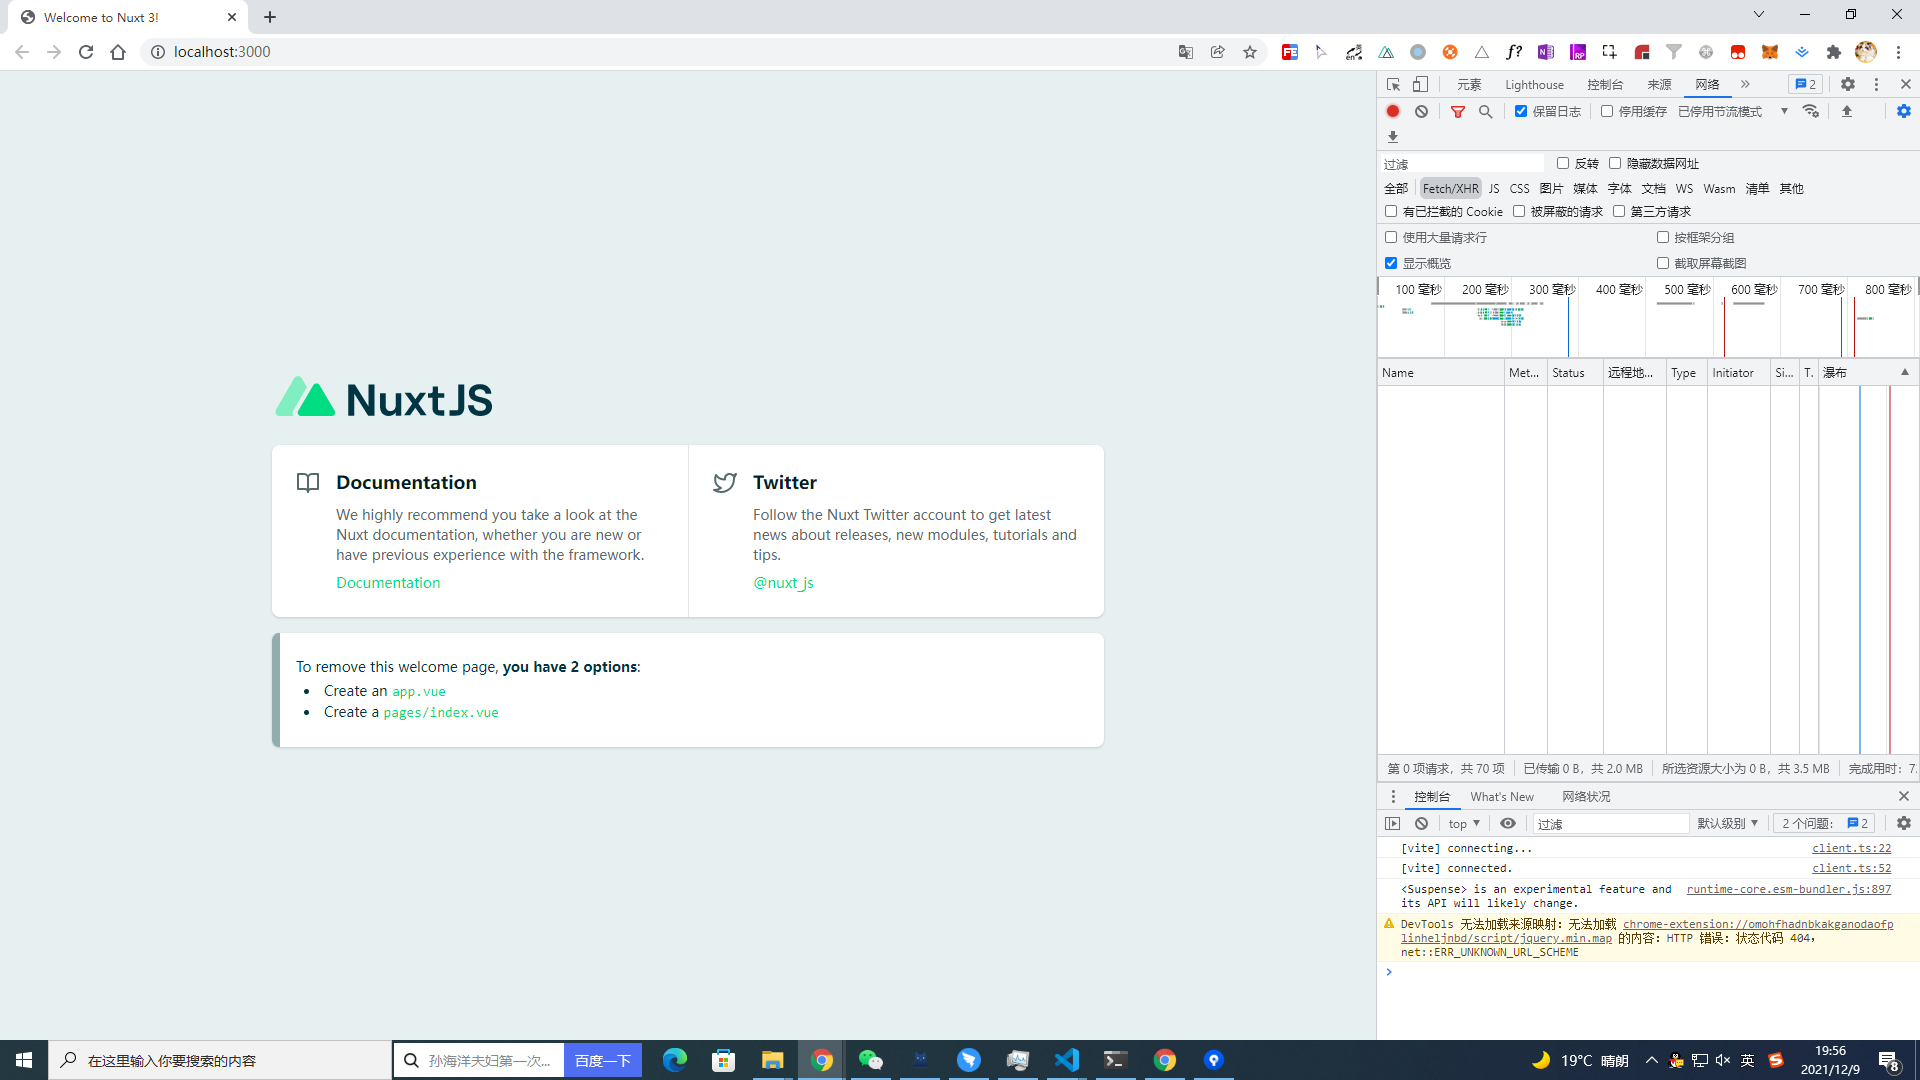 Welcome to Nuxt 3!
localhost:3000
元素 Lighthouse 控制台 来源 网络 2
保留日志 停用缓存 已停用节流模式
过滤 反转 隐藏数据网址
全部 Fetch/XHR JS CSS 图片 媒体 字体 文档 WS Wasm 清单 其他
有已拦截的 Cookie 被屏蔽的请求 第三方请求
使用大量请求行 按框架分组
显示概览 截取屏幕截图
100 毫秒 200 毫秒 300 毫秒 400 毫秒 500 毫秒 600 毫秒 700 毫秒 800 毫秒
Name Met... Status 远程地... Type Initiator Si... T. 瀑布
NuxtJS
Documentation
We highly recommend you take a look at the
Nuxt documentation, whether you are new or
have previous experience with the framework.
Documentation
Twitter
Follow the Nuxt Twitter account to get latest
news about releases, new modules, tutorials and
tips.
@nuxt_js
To remove this welcome page, you have 2 options:
Create an app.vue
Create a pages/index.vue
第 0 项请求，共 70 项 已传输 0 B，共 2.0 MB 所选资源大小为 0 B，共 3.5 MB 完成用时：7.
控制台 What's New 网络状况
top 过滤 默认级别 2 个问题： 2
[vite] connecting... client.ts:22
[vite] connected. client.ts:52
<Suspense> is an experimental feature and runtime-core.esm-bundler.js:897
its API will likely change.
DevTools 无法加载来源映射：无法加载 chrome-extension://omohfhadnbkakganodaofp
linheljnbd/script/jquery.min.map 的内容：HTTP 错误：状态代码 404，
net::ERR_UNKNOWN_URL_SCHEME
在这里输入你要搜索的内容
孙海洋夫妇第一次... 百度一下
19°C 晴朗 英 19:56
2021/12/9 8